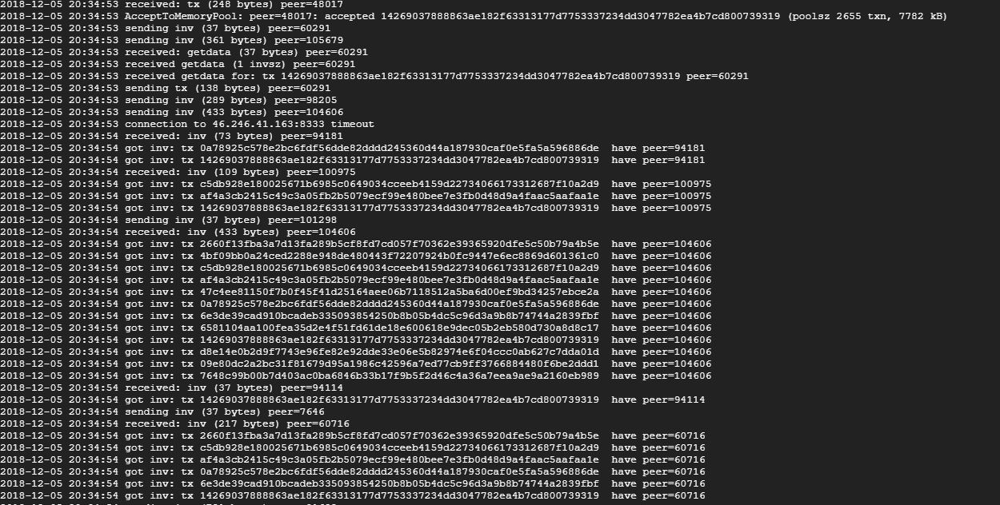 2018-12-05 20:34:53 received: tx (248 bytes) peer=48017
2018-12-05 20:34:53 AcceptToMemoryPool: peer=48017: accepted 14269037888863ae182f63313177d7753337234dd3047782ea4b7cd800739319 (poolsz 2655 txn, 7782 kB)
2018-12-05 20:34:53 sending inv (37 bytes) peer=60291
2018-12-05 20:34:53 sending inv (361 bytes) peer=105679
2018-12-05 20:34:53 received: getdata (37 bytes) peer=60291
2018-12-05 20:34:53 received getdata (1 invsz) peer=60291
2018-12-05 20:34:53 received getdata for: tx 14269037888863ae182f63313177d7753337234dd3047782ea4b7cd800739319 peer=60291
2018-12-05 20:34:53 sending tx (138 bytes) peer=60291
2018-12-05 20:34:53 sending inv (289 bytes) peer=98205
2018-12-05 20:34:53 sending inv (433 bytes) peer=104606
2018-12-05 20:34:53 connection to 46.246.41.163:8333 timeout
2018-12-05 20:34:54 received: inv (73 bytes) peer=94181
2018-12-05 20:34:54 got inv: tx 0a78925c578e2bc6fdf56dde82dddd245360d44a187930caf0e5fa5a596886de  have peer=94181
2018-12-05 20:34:54 got inv: tx 14269037888863ae182f63313177d7753337234dd3047782ea4b7cd800739319  have peer=94181
2018-12-05 20:34:54 received: inv (109 bytes) peer=100975
2018-12-05 20:34:54 got inv: tx c5db928e180025671b6985c0649034cceeb4159d22734066173312687f10a2d9  have peer=100975
2018-12-05 20:34:54 got inv: tx af4a3cb2415c49c3a05fb2b5079ecf99e480bee7e3fb0d48d9a4faac5aafaa1e  have peer=100975
2018-12-05 20:34:54 got inv: tx 14269037888863ae182f63313177d7753337234dd3047782ea4b7cd800739319  have peer=100975
2018-12-05 20:34:54 sending inv (37 bytes) peer=101298
2018-12-05 20:34:54 received: inv (433 bytes) peer=104606
2018-12-05 20:34:54 got inv: tx 2660f13fba3a7d13fa289b5cf8fd7cd057f70362e39365920dfe5c50b79a4b5e  have peer=104606
2018-12-05 20:34:54 got inv: tx 4bf09bb0a24ced2288e948de480443f72207924b0fc9447e6ec8869d601361c0  have peer=104606
2018-12-05 20:34:54 got inv: tx c5db928e180025671b6985c0649034cceeb4159d22734066173312687f10a2d9  have peer=104606
2018-12-05 20:34:54 got inv: tx af4a3cb2415c49c3a05fb2b5079ecf99e480bee7e3fb0d48d9a4faac5aafaa1e  have peer=104606
2018-12-05 20:34:54 got inv: tx 47c4ee81150f7b0f45f41d25164aee06b7118512a5ba6d00ef9bd34257ebce2a  have peer=104606
2018-12-05 20:34:54 got inv: tx 0a78925c578e2bc6fdf56dde82dddd245360d44a187930caf0e5fa5a596886de  have peer=104606
2018-12-05 20:34:54 got inv: tx 6e3de39cad910bcadeb335093854250b8b05b4dc5c96d3a9b8b74744a2839fbf  have peer=104606
2018-12-05 20:34:54 got inv: tx 6581104aa100fea35d2e4f51fd61de18e600618e9dec05b2eb580d730a8d8c17  have peer=104606
2018-12-05 20:34:54 got inv: tx 14269037888863ae182f63313177d7753337234dd3047782ea4b7cd800739319  have peer=104606
2018-12-05 20:34:54 got inv: tx d8e14e0b2d9f7743e96fe82e92dde33e06e5b82974e6f04ccc0ab627c7dda01d  have peer=104606
2018-12-05 20:34:54 got inv: tx 09e80dc2a2bc31f81679d95a1986c42596a7ed77cb9ff3766884480f6be2ddd1  have peer=104606
2018-12-05 20:34:54 got inv: tx 7648c99b00b7d403ac0ba6846b33b17f9b5f2d46c4a36a7eea9ae9a2160eb989  have peer=104606
2018-12-05 20:34:54 received: inv (37 bytes) peer=94114
2018-12-05 20:34:54 got inv: tx 14269037888863ae182f63313177d7753337234dd3047782ea4b7cd800739319  have peer=94114
2018-12-05 20:34:54 sending inv (37 bytes) peer=7646
2018-12-05 20:34:54 received: inv (217 bytes) peer=60716
2018-12-05 20:34:54 got inv: tx 2660f13fba3a7d13fa289b5cf8fd7cd057f70362e39365920dfe5c50b79a4b5e  have peer=60716
2018-12-05 20:34:54 got inv: tx c5db928e180025671b6985c0649034cceeb4159d22734066173312687f10a2d9  have peer=60716
2018-12-05 20:34:54 got inv: tx af4a3cb2415c49c3a05fb2b5079ecf99e480bee7e3fb0d48d9a4faac5aafaa1e  have peer=60716
2018-12-05 20:34:54 got inv: tx 0a78925c578e2bc6fdf56dde82dddd245360d44a187930caf0e5fa5a596886de  have peer=60716
2018-12-05 20:34:54 got inv: tx 6e3de39cad910bcadeb335093854250b8b05b4dc5c96d3a9b8b74744a2839fbf  have peer=60716
2018-12-05 20:34:54 got inv: tx 14269037888863ae182f63313177d7753337234dd3047782ea4b7cd800739319  have peer=60716